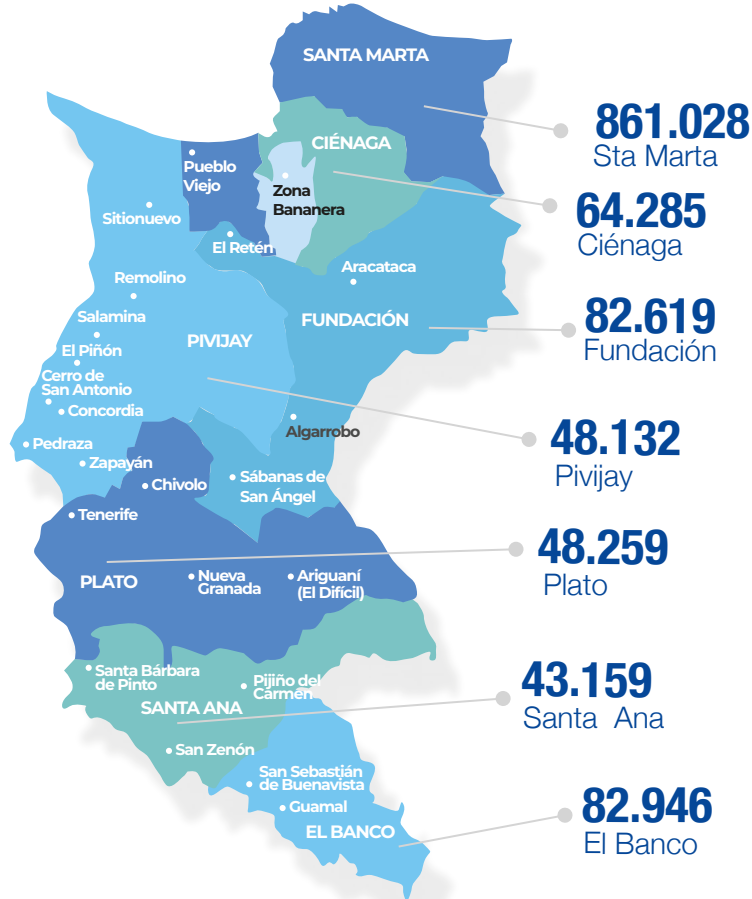 SANTA MARTA
861.028
Sta Marta
CIÉNAGA
Pueblo
Viejo
Zona
Bananera
64.285
Ciénaga
Sitionuevo
El Retén
Aracataca
Remolino
Salamina
FUNDACIÓN
82.619
Fundación
PIVIJAY
El Piñón
Cerro de
San Antonio
Concordia
Algarrobo
48.132
Pivijay
Pedraza
Zapayán
Chivolo
Sábanas de
San Ángel
Tenerife
48.259
Plato
PLATO
Nueva
Granada
Ariguaní
(El Difícil)
Santa Bárbara
de Pinto
Pijiño del
Cármen
43.159
Santa Ana
SANTA ANA
San Zenón
San Sebastián
de Buenavista
Guamal
82.946
El Banco
EL BANCO